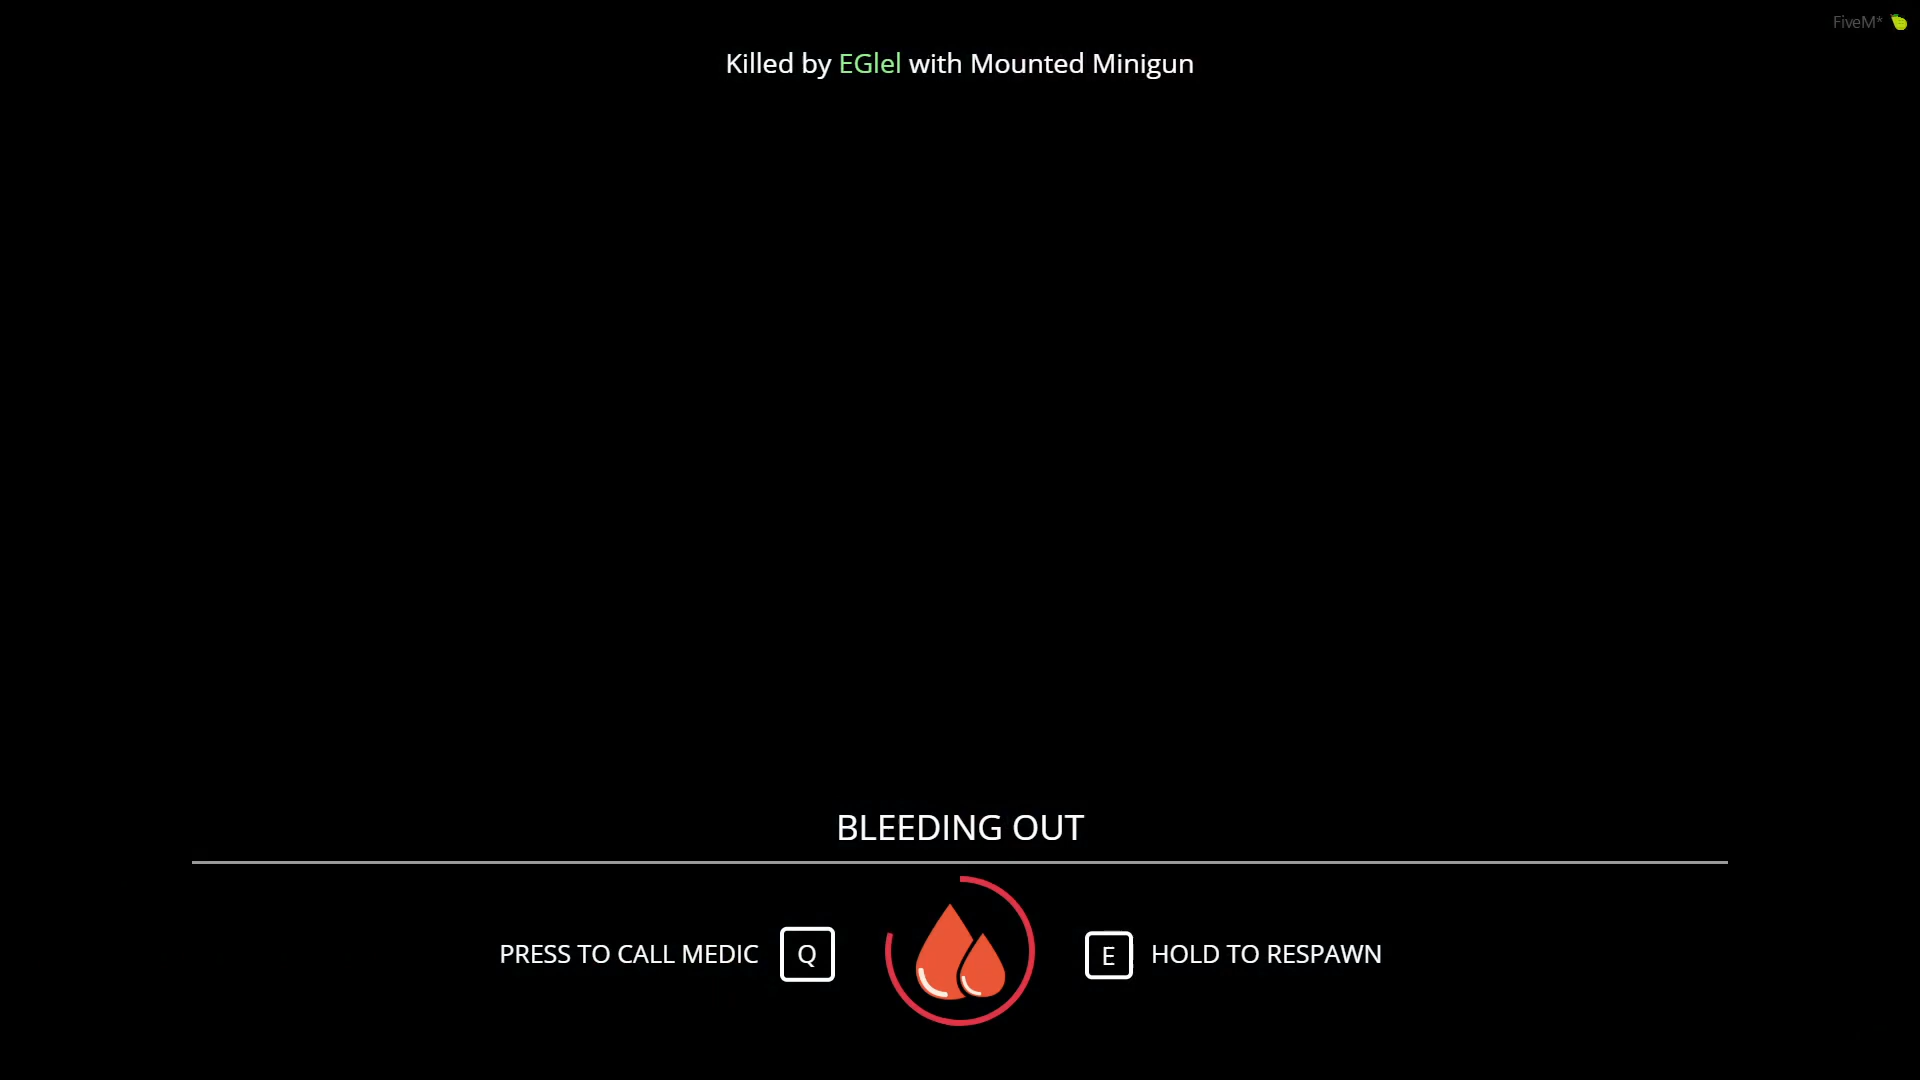 FiveM*
Killed by EGlel with Mounted Minigun
BLEEDING OUT
PRESS TO CALL MEDIC Q
E HOLD TO RESPAWN